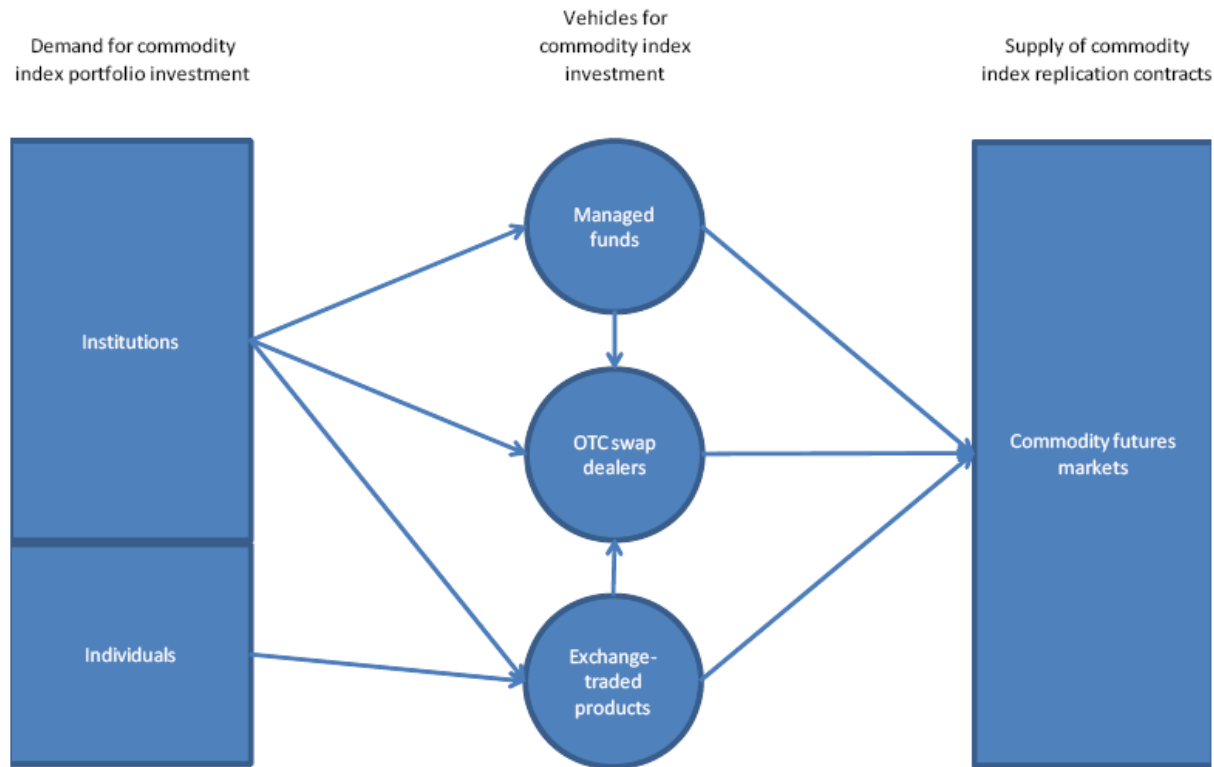 Demand for commodity
index portfolio investment
Vehicles for
commodity index
investment
Supply of commodity
index replication contracts
Institutions
Individuals
Managed
funds
OTC swap
dealers
Exchange-
traded
products
Commodity futures
markets